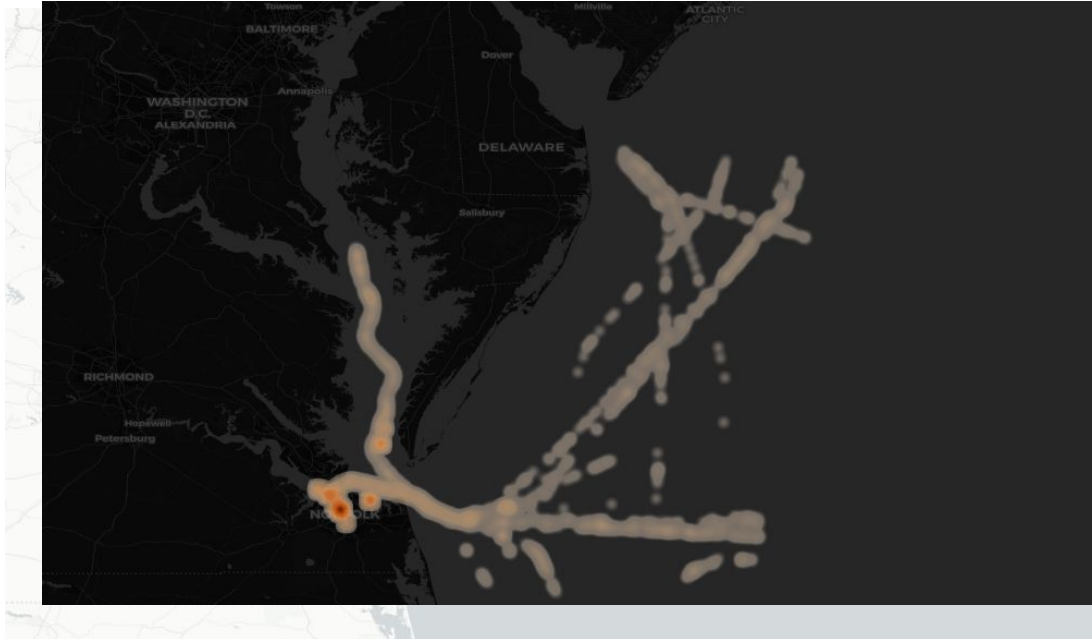 Towson
Millville
ATLANTIC
CITY
BALTIMORE
Dover
Annapolis
WASHINGTON
D.C.
ALEXANDRIA
DELAWARE
Salisbury
RICHMOND
Hopewell
Petersburg
NORFOLK